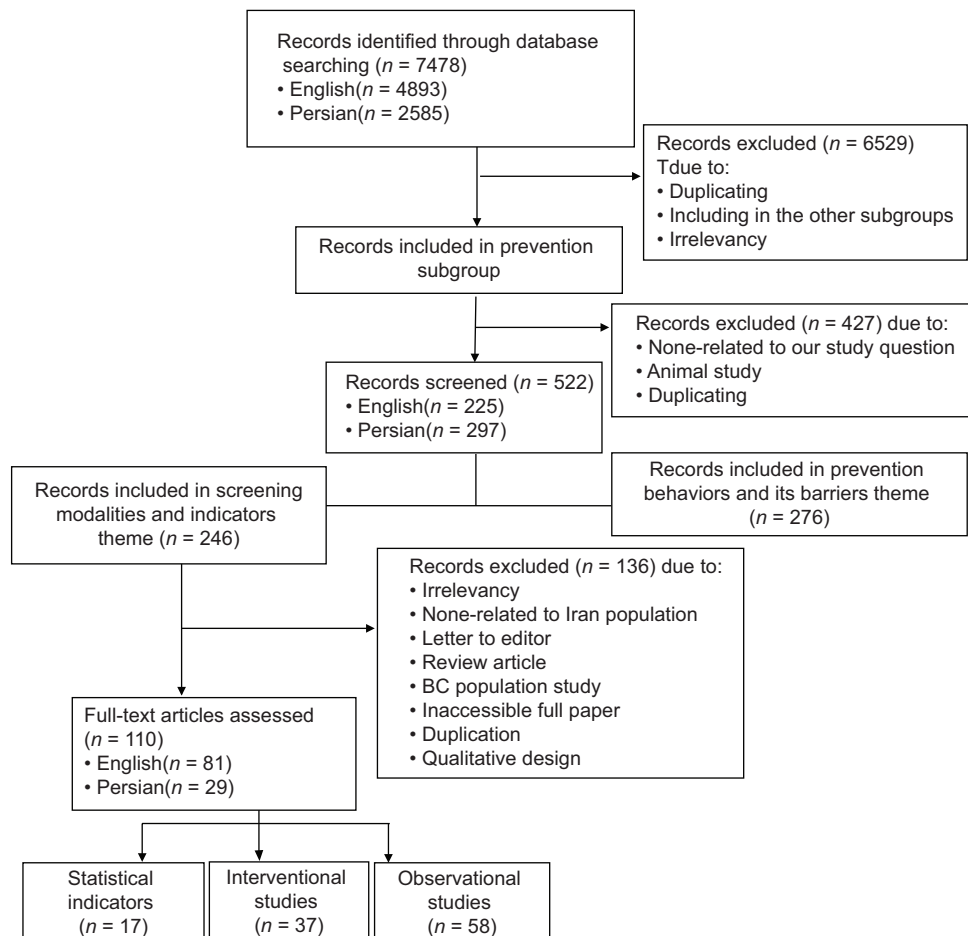 Records identified through database
searching (n = 7478)
• English(n = 4893)
• Persian(n = 2585)
Records excluded (n = 6529)
Tdue to:
• Duplicating
• Including in the other subgroups
• Irrelevancy
Records included in prevention
subgroup
Records excluded (n = 427) due to:
• None-related to our study question
• Animal study
• Duplicating
Records screened (n = 522)
• English(n = 225)
• Persian(n = 297)
Records included in screening
modalities and indicators
theme (n = 246)
Records included in prevention
behaviors and its barriers theme
(n = 276)
Records excluded (n = 136) due to:
• Irrelevancy
• None-related to Iran population
• Letter to editor
• Review article
• BC population study
• Inaccessible full paper
• Duplication
• Qualitative design
Full-text articles assessed
(n = 110)
• English(n = 81)
• Persian(n = 29)
Statistical
indicators
(n = 17)
Interventional
studies
(n = 37)
Observational
studies
(n = 58)